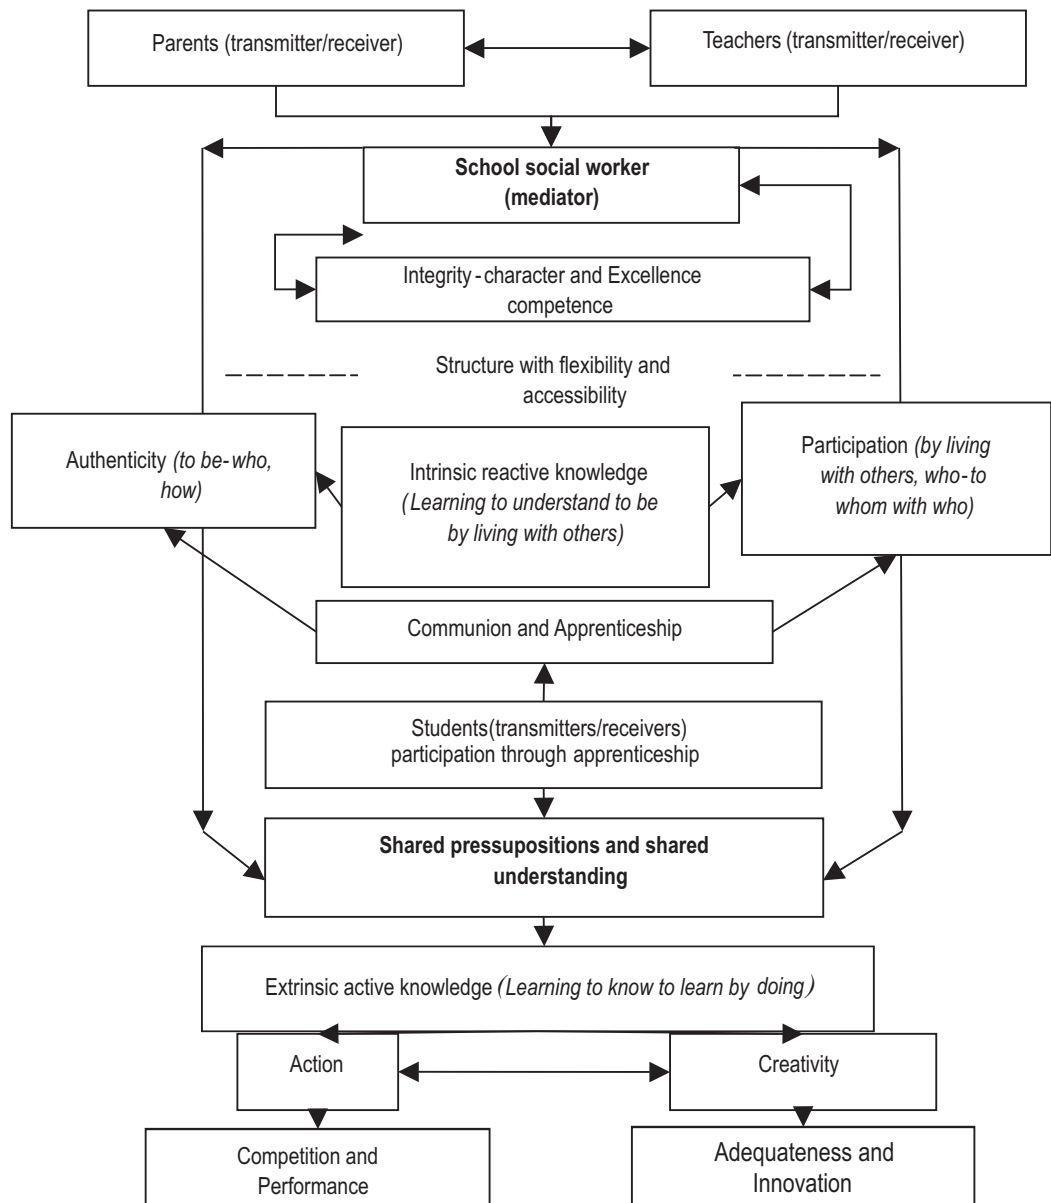 Parents (transmitter/receiver)
Teachers (transmitter/receiver)
School social worker
(mediator)
Integrity-character and Excellence
competence
Structure with flexibility and
accessibility
Authenticity (to be-who,
how)
Intrinsic reactive knowledge
(Learning to understand to be
by living with others)
Participation (by living
with others, who-to
whom with who)
Communion and Apprenticeship
Students(transmitters/receivers)
participation through apprenticeship
Shared pressupositions and shared
understanding
Extrinsic active knowledge (Learning to know to learn by doing)
Action
Creativity
Competition and
Performance
Adequateness and
Innovation